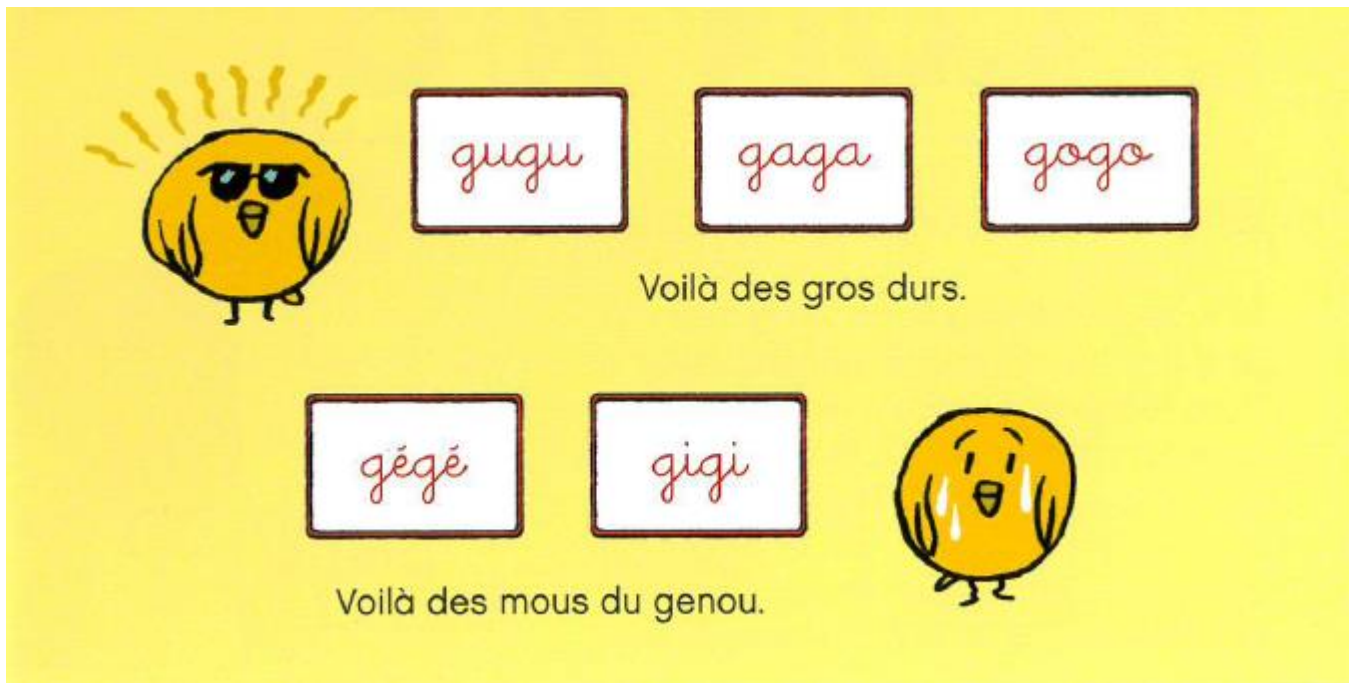 gugu gaga gogo
Voilà des gros durs.
gégé gigi
Voilà des mous du genou.